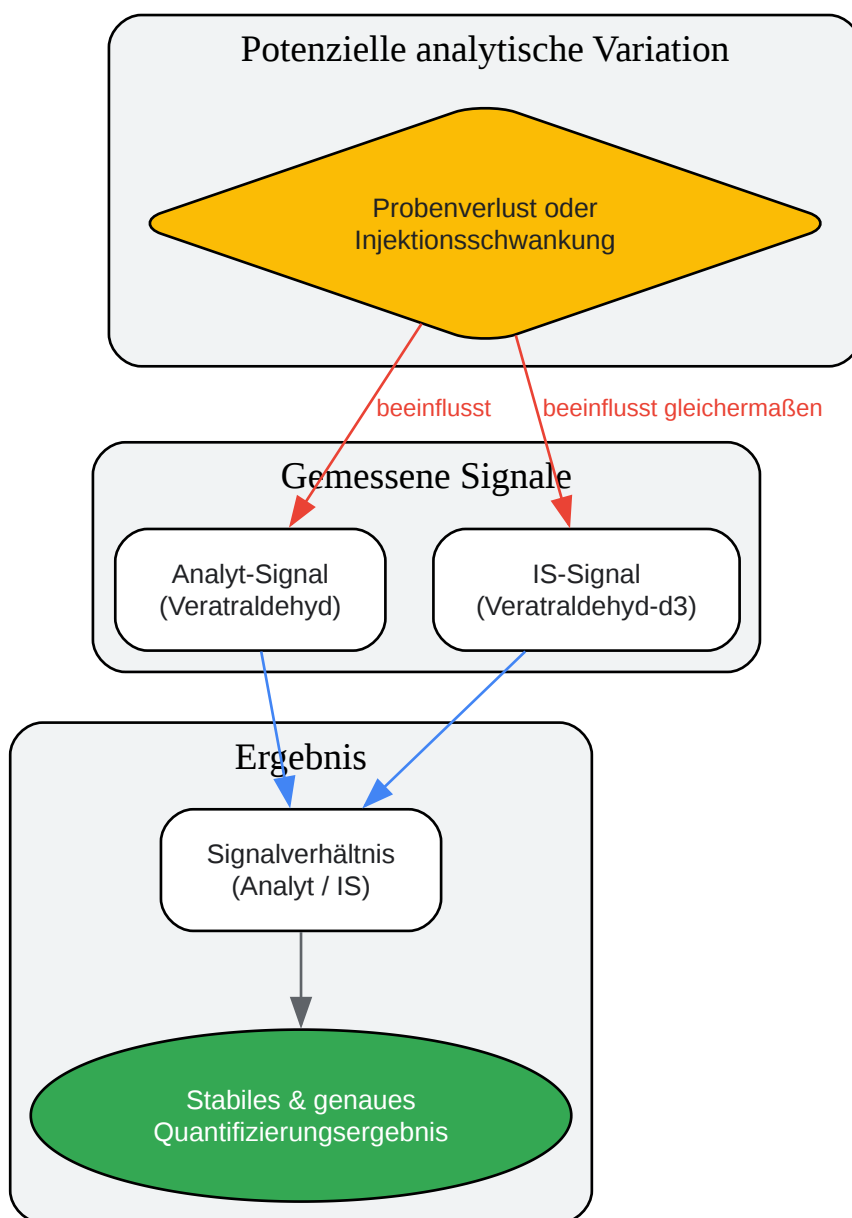 Potenzielle analytische Variation
Probenverlust oder
Injektionsschwankung
beeinflusst
beeinflusst gleichermaßen
Gemessene Signale
Analyt-Signal
(Veratraldehyd)
IS-Signal
(Veratraldehyd-d3)
Ergebnis
Signalverhältnis
(Analyt / IS)
Stabiles & genaues
Quantifizierungsergebnis